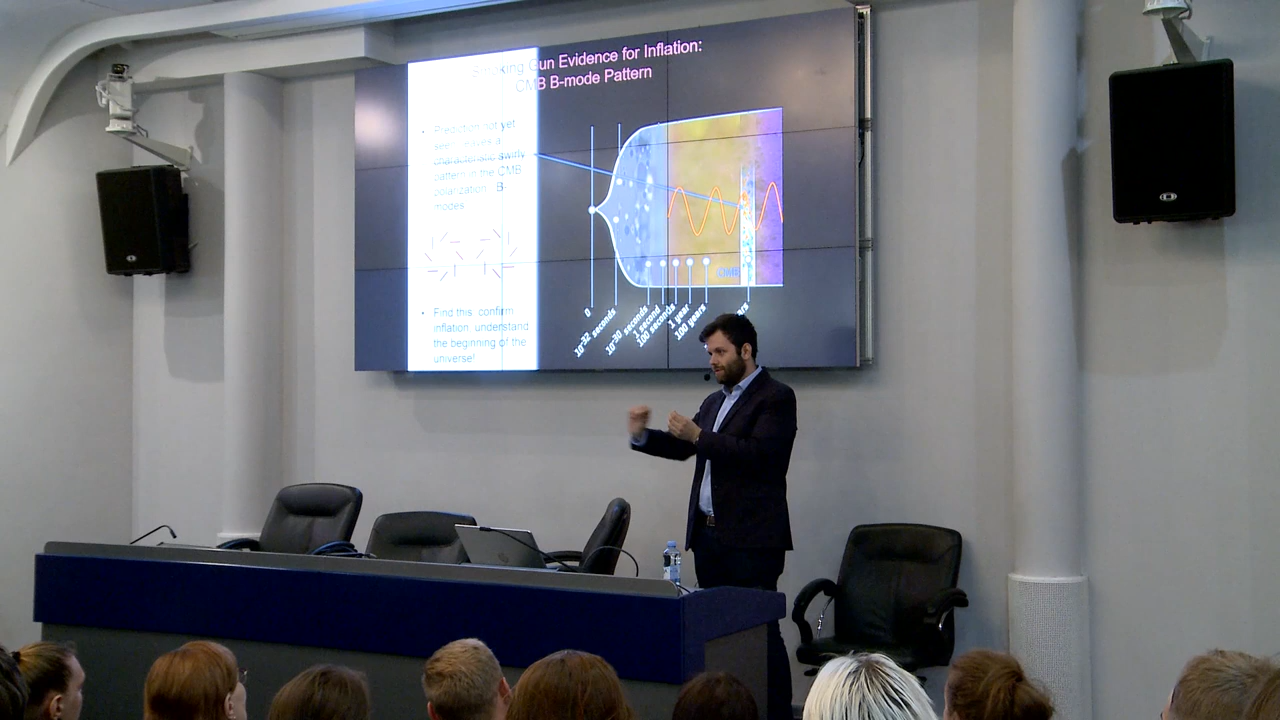 Smoking Gun Evidence for Inflation:
CMB B-mode Pattern
• Prediction not yet
characteristic swirly
pattern in the CMB
polarization B-
modes
• Find this confirm
inflation understand
the beginning of the
universe!
CMB
0
10⁻³² seconds
10⁻³⁰ seconds
1 second
100 seconds
1 year
100 years